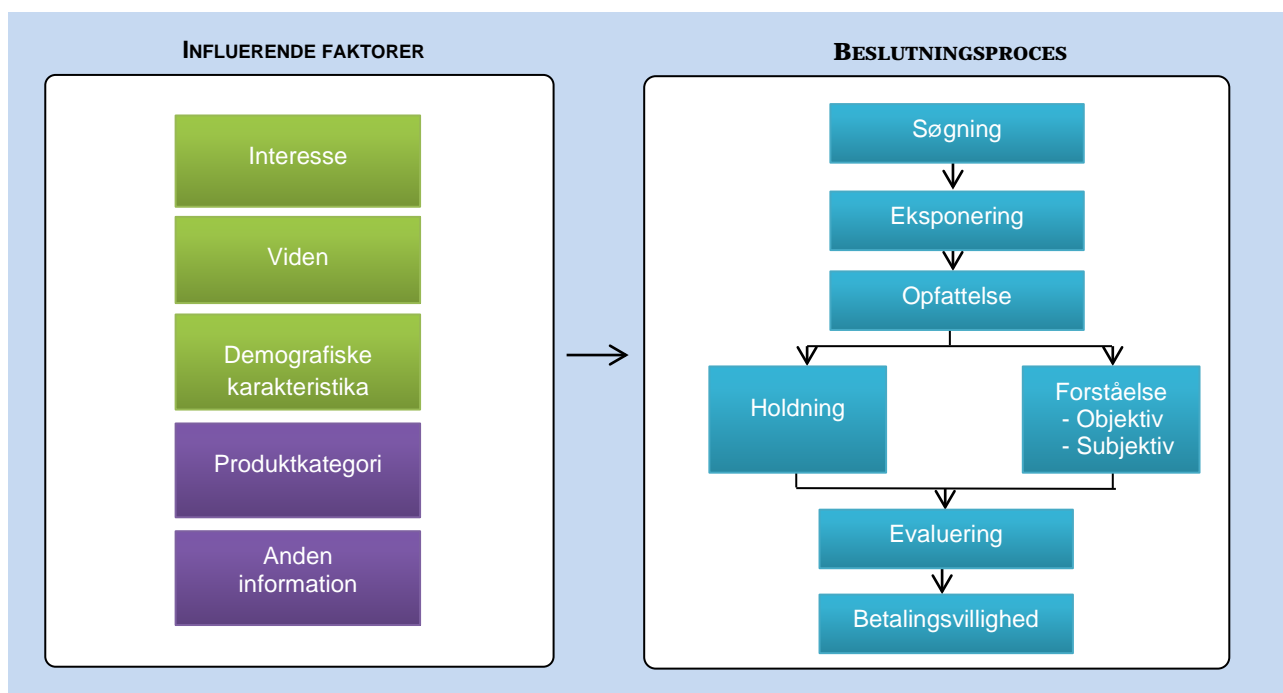 INFLUERENDE FAKTORER
Interesse
Viden
Demografiske
karakteristika
Produktkategori
Anden
information
BESLUTNINGSPROCES
Søgning
Eksponering
Opfattelse
Holdning
Forståelse
- Objektiv
- Subjektiv
Evaluering
Betalingsvillighed